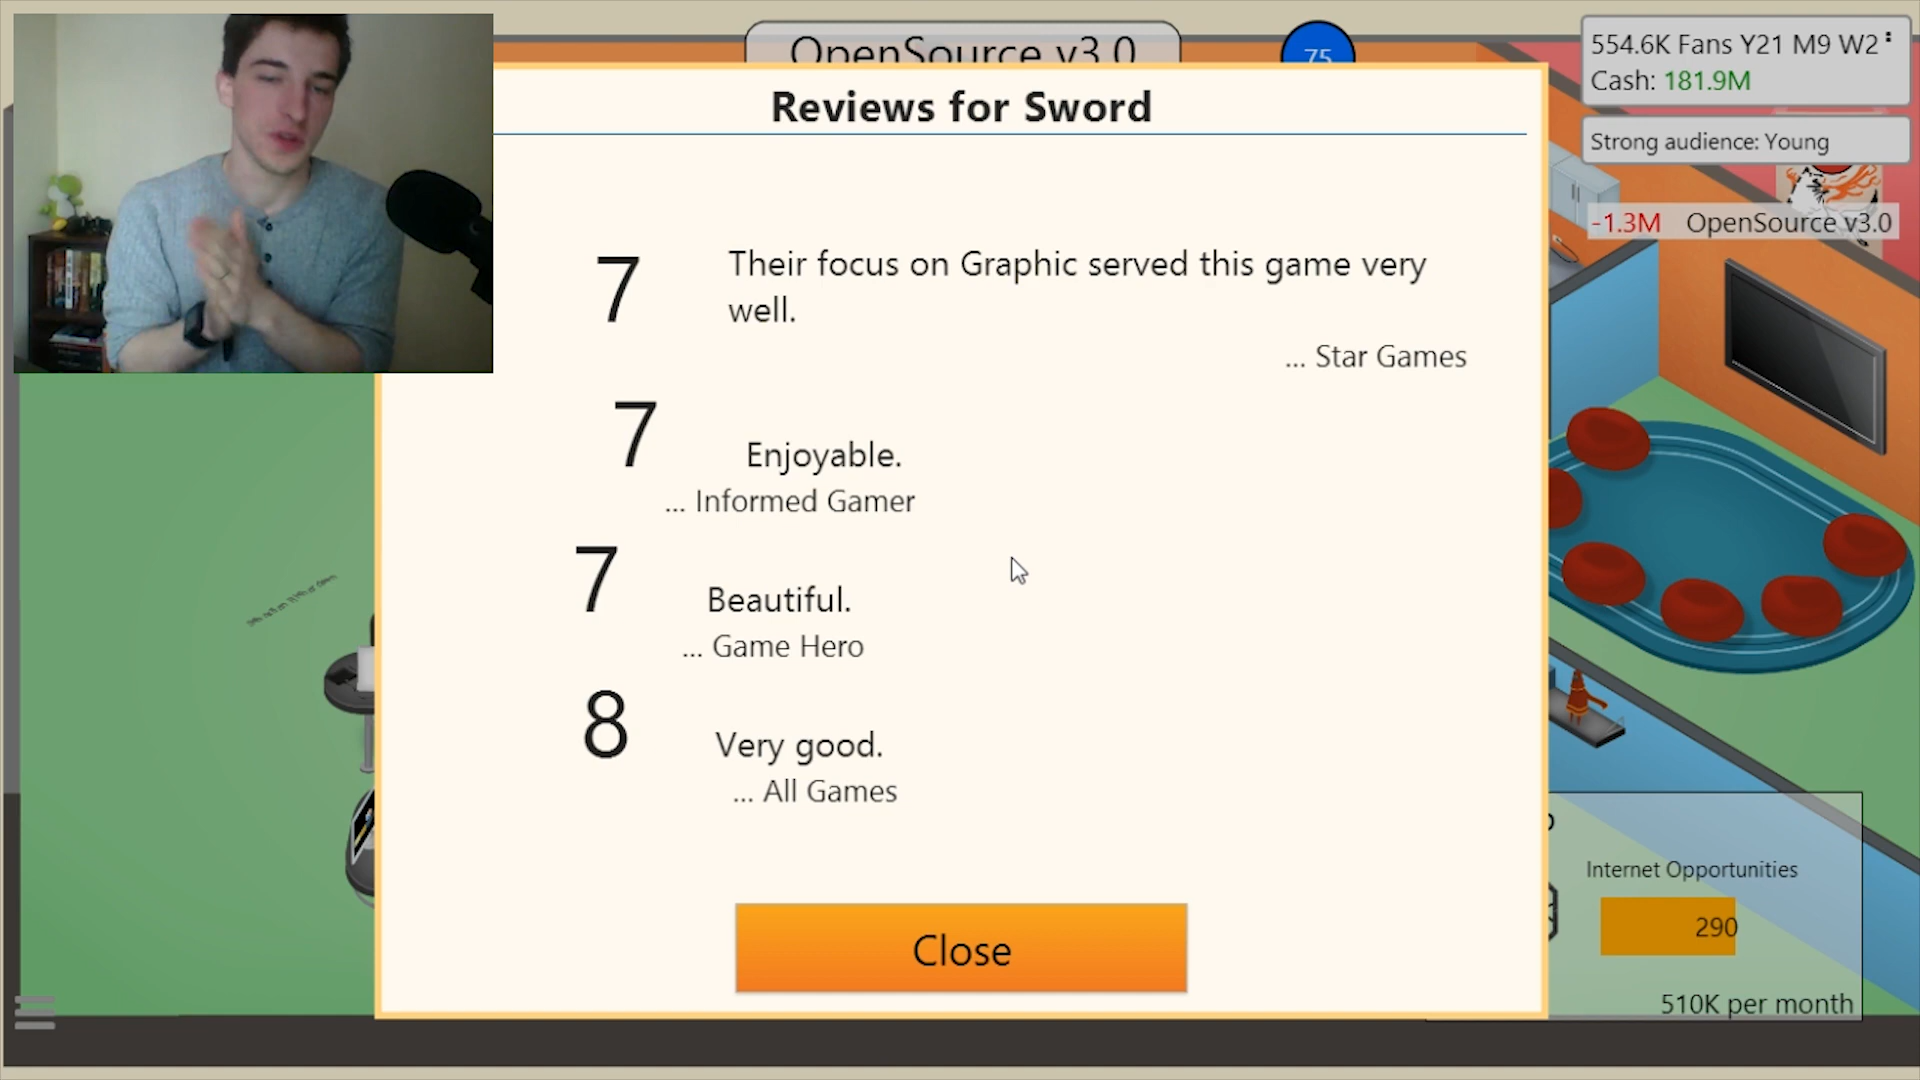 OpenSource v3.0
75
554.6K Fans Y21 M9 W2
Cash: 181.9M
Strong audience: Young
-1.3M OpenSource v3.0
Reviews for Sword
7
Their focus on Graphic served this game very
well.
... Star Games
7
Enjoyable.
... Informed Gamer
7
Beautiful.
... Game Hero
8
Very good.
... All Games
Close
Internet Opportunities
290
510K per month